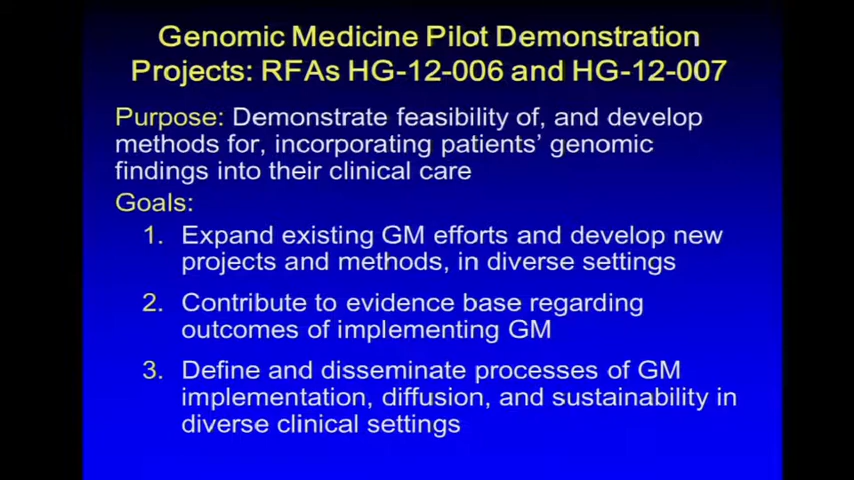 Genomic Medicine Pilot Demonstration
Projects: RFAs HG-12-006 and HG-12-007
Purpose: Demonstrate feasibility of, and develop
methods for, incorporating patients' genomic
findings into their clinical care
Goals:
1. Expand existing GM efforts and develop new
projects and methods, in diverse settings
2. Contribute to evidence base regarding
outcomes of implementing GM
3. Define and disseminate processes of GM
implementation, diffusion, and sustainability in
diverse clinical settings